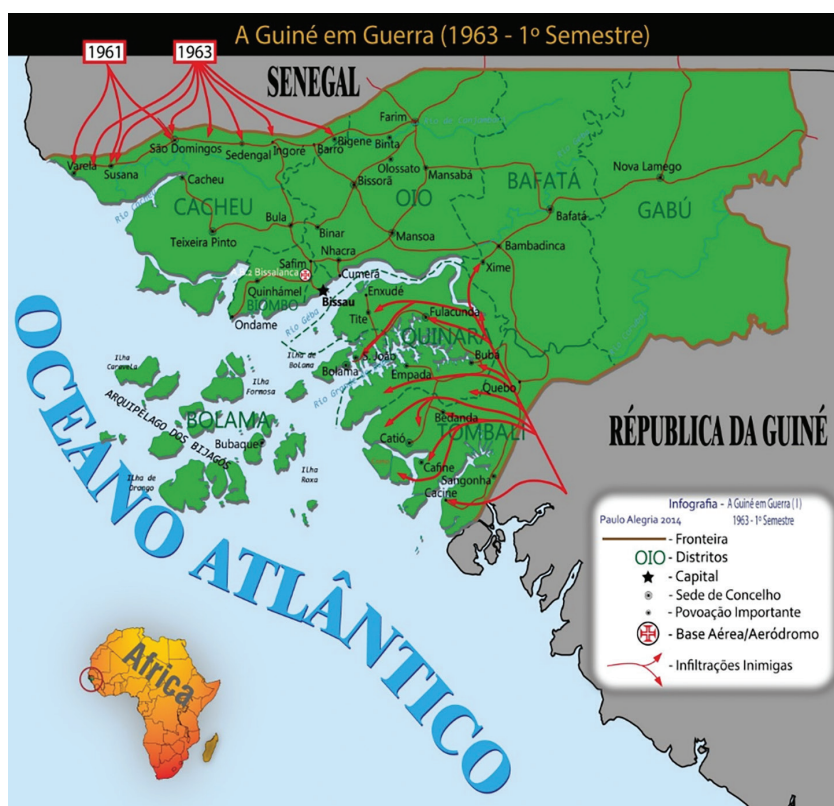 A Guiné em Guerra (1963 - 1º Semestre)
1961
1963
SENEGAL
Farim
Bigene
Binta
Barro
Ingoré
São Domingos
Sedengal
Varela
Susana
Olossato
Mansabá
Bissorã
OIO
BAFATÁ
Nova Lamego
GABÚ
Cacheu
CACHEU
Rio Cacheu
Bula
Binar
Teixeira Pinto
Mansoa
Bafatá
Bambadinca
Nhacra
Safim
Xime
Bissalanca
Cumerá
Quinhámel
BIOMBO
Bissau
Enxudé
Ondame
Rio Gêba
Tite
Fulacunda
QUINARA
Ilha de
Bolama
S. João
Buba
Bolama
Empada
Rio Grande
Quebo
Ilha
Caravela
Ilha
Formosa
ARQUIPÉLAGO DOS BIJAGÓS
BOLAMA
Bubaque
Ilha
Roxa
Ilha de
Orango
Bedanda
Catió
TOMBALI
Cafine
Sangonha
Cacine
RÉPUBLICA DA GUINÉ
OCEANO ATLÂNTICO
Africa
Infografia - A Guiné em Guerra ( I )
Paulo Alegria 2014
1963 - 1º Semestre
- Fronteira
OIO - Distritos
- Capital
- Sede de Concelho
- Povoação Importante
- Base Aérea/Aeródromo
- Infiltrações Inimigas